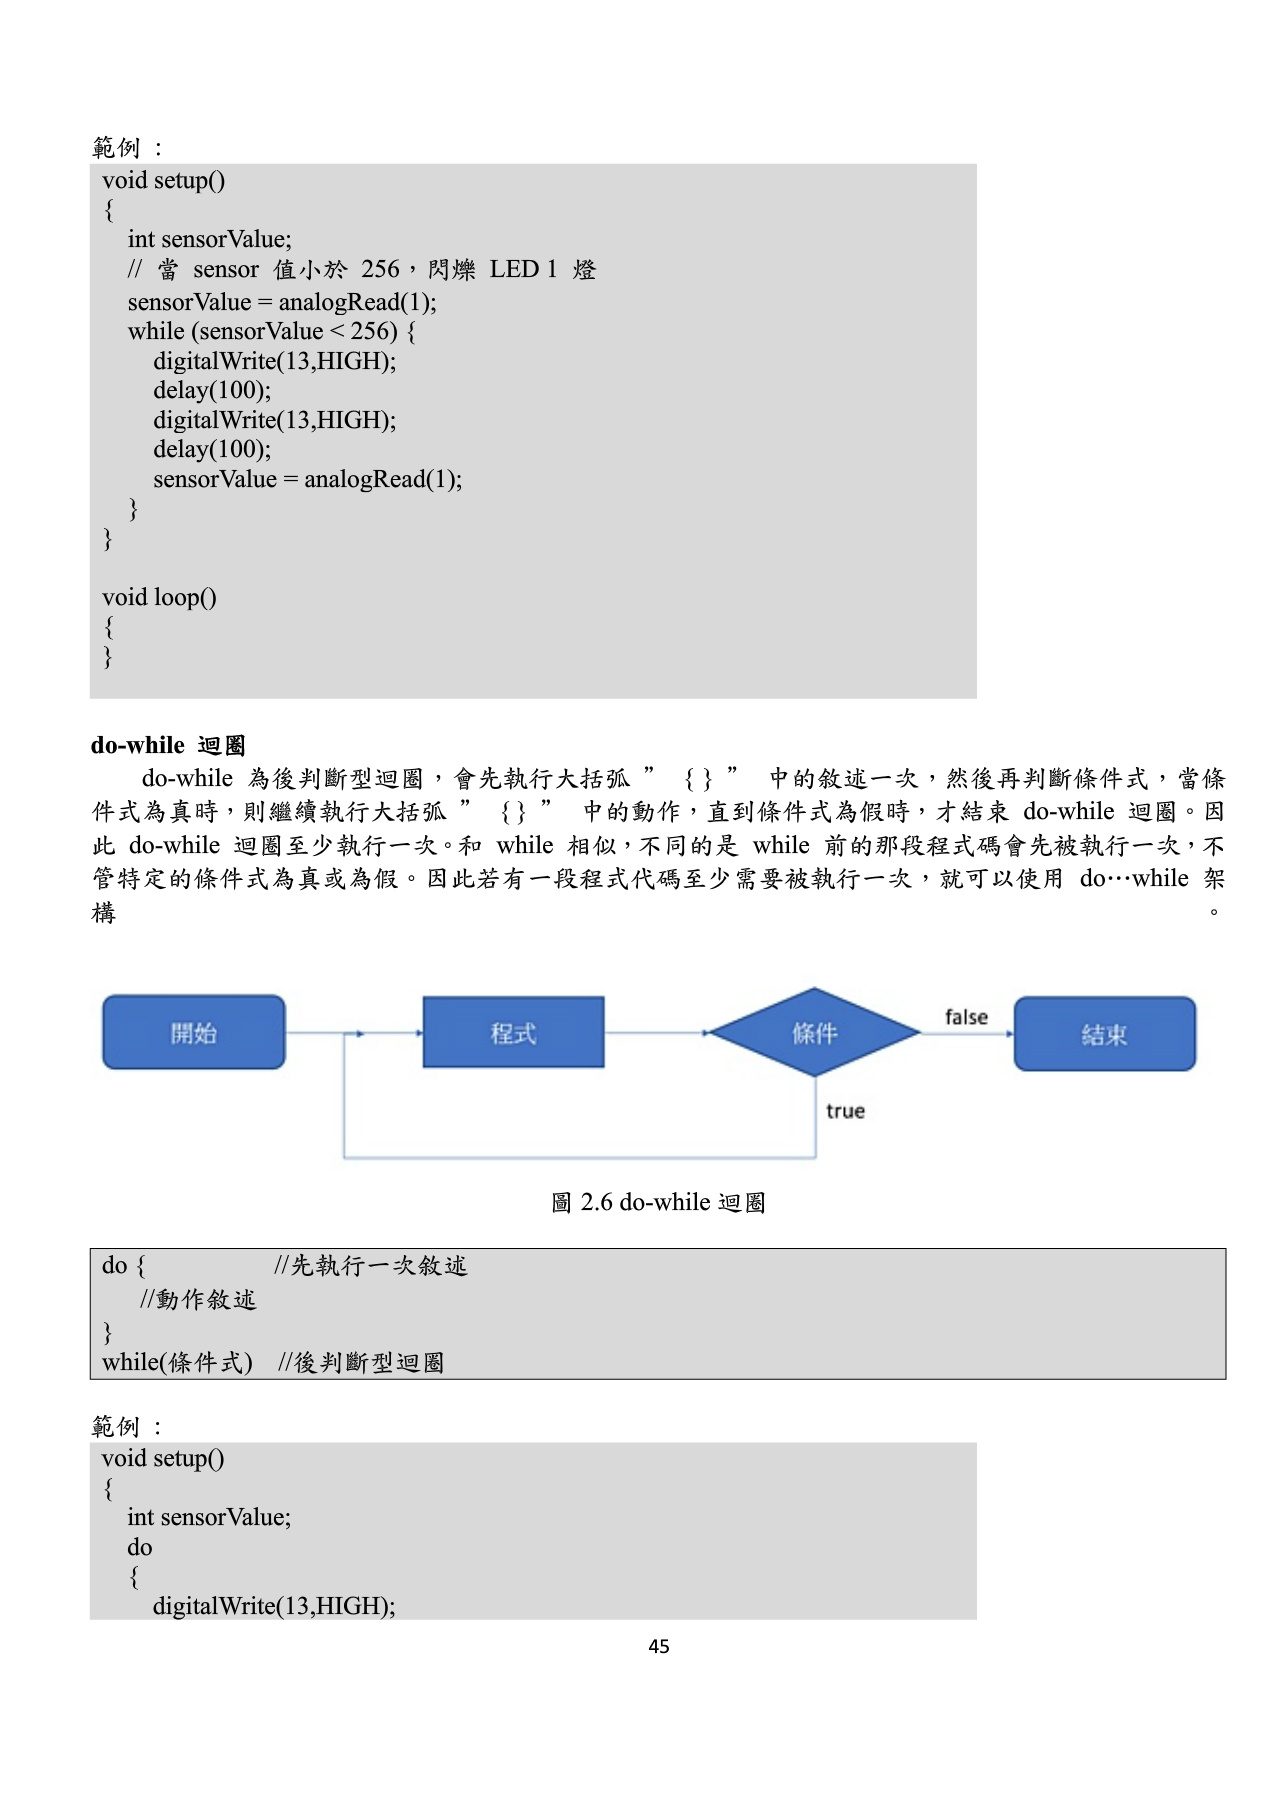 範例 :
void setup()
{
int sensorValue;
// 當 sensor 值小於 256，閃爍 LED 1 燈
sensorValue = analogRead(1);
while (sensorValue < 256) {
digitalWrite(13,HIGH);
delay(100);
digitalWrite(13,HIGH);
delay(100);
sensorValue = analogRead(1);
}
}
void loop()
{
}
do-while 迴圈
do-while 為後判斷型迴圈，會先執行大括弧 ” { } ” 中的敘述一次，然後再判斷條件式，當條
件式為真時，則繼續執行大括弧 ” {} ” 中的動作，直到條件式為假時，才結束 do-while 迴圈。因
此 do-while 迴圈至少執行一次。和 while 相似，不同的是 while 前的那段程式碼會先被執行一次，不
管特定的條件式為真或為假。因此若有一段程式代碼至少需要被執行一次，就可以使用 do…while 架
構。
開始 程式 條件 false 結束
true
圖 2.6 do-while 迴圈
do { //先執行一次敘述
//動作敘述
}
while(條件式) //後判斷型迴圈
範例 :
void setup()
{
int sensorValue;
do
{
digitalWrite(13,HIGH);
45